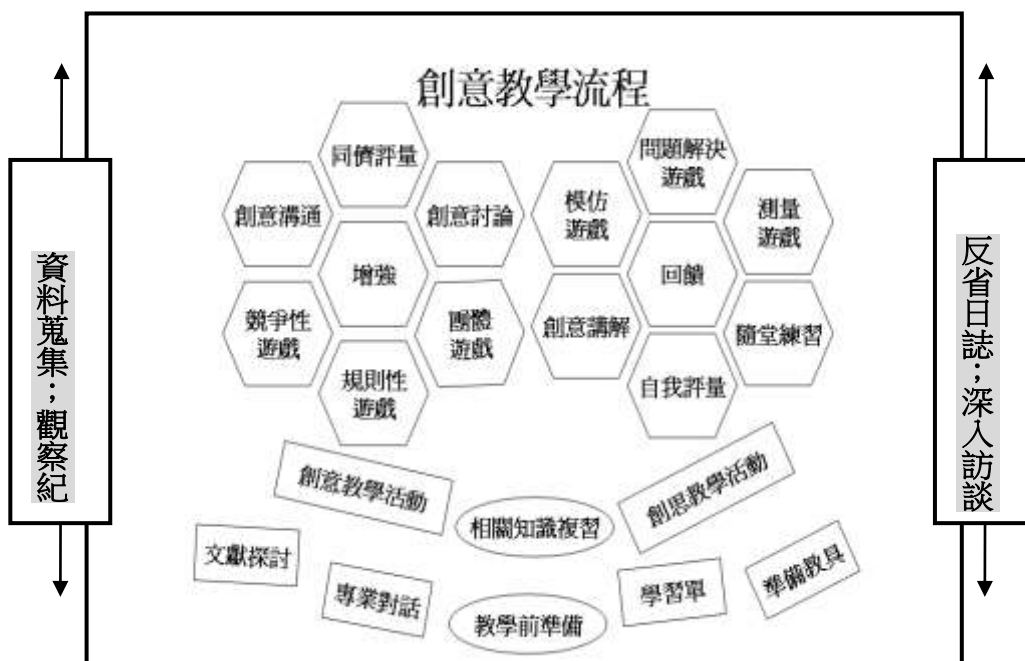 創意教學流程
同儕評量
創意溝通
創意討論
增強
競爭性
遊戲
團體
遊戲
規則性
遊戲
問題解決
遊戲
模仿
遊戲
測量
遊戲
回饋
創意講解
隨堂練習
自我評量
創意教學活動
相關知識複習
創思教學活動
文獻探討
專業對話
教學前準備
學習單
準備教具
資料蒐集；觀察紀
反省日誌；深入訪談